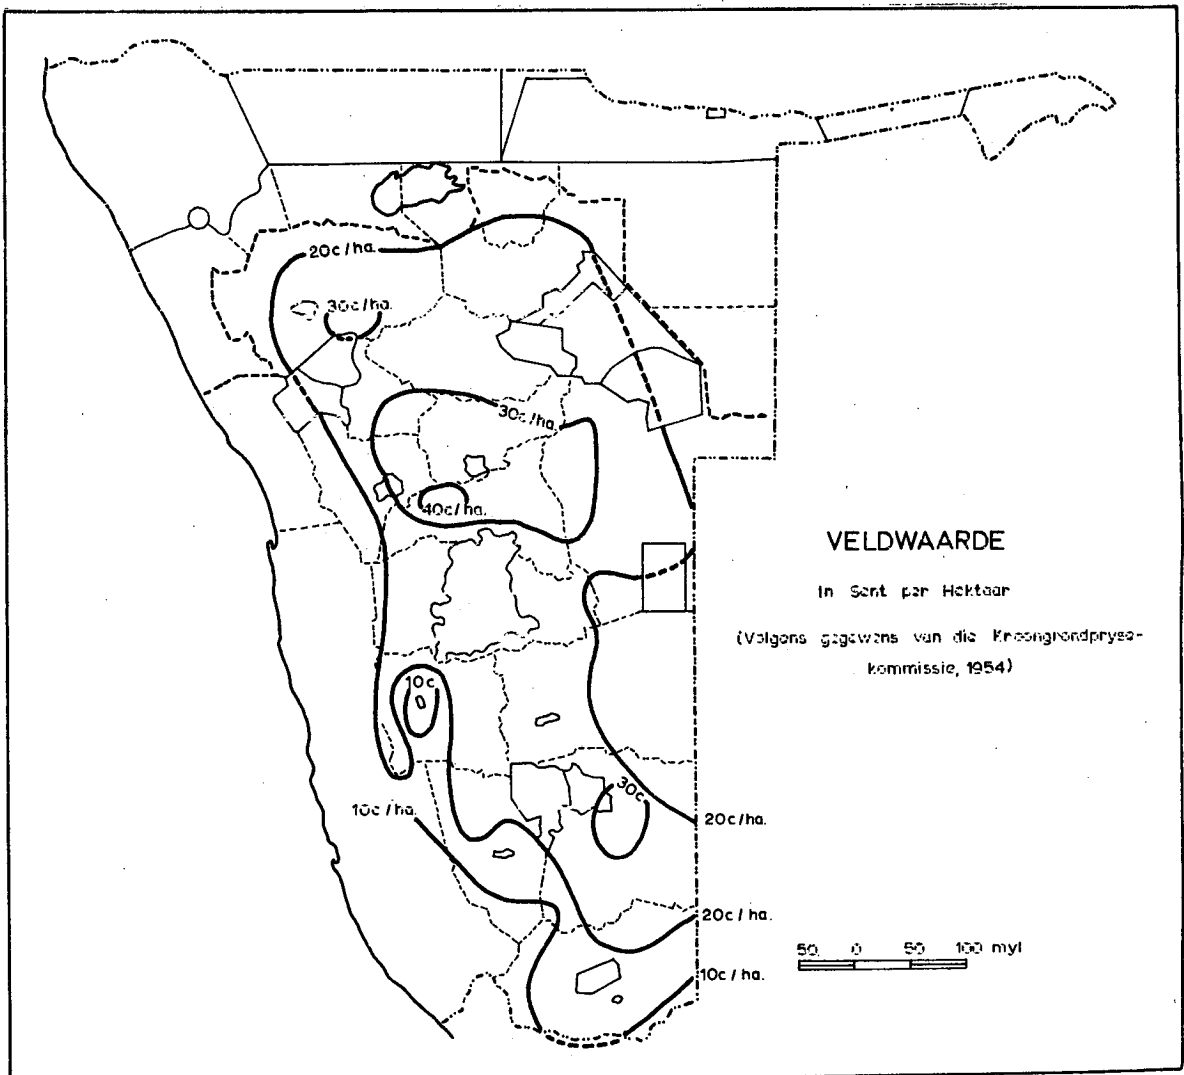 20c/ha.
30c/ha.
30c/ha.
40c/ha.
VELDWAARDE
In Sent per Hektaar
(Volgens gegewens van die Kroongrondpryse-
kommissie, 1954)
10c
30c
10c/ha.
20c/ha.
20c/ha.
50 0 50 100 myl
10c/ha.